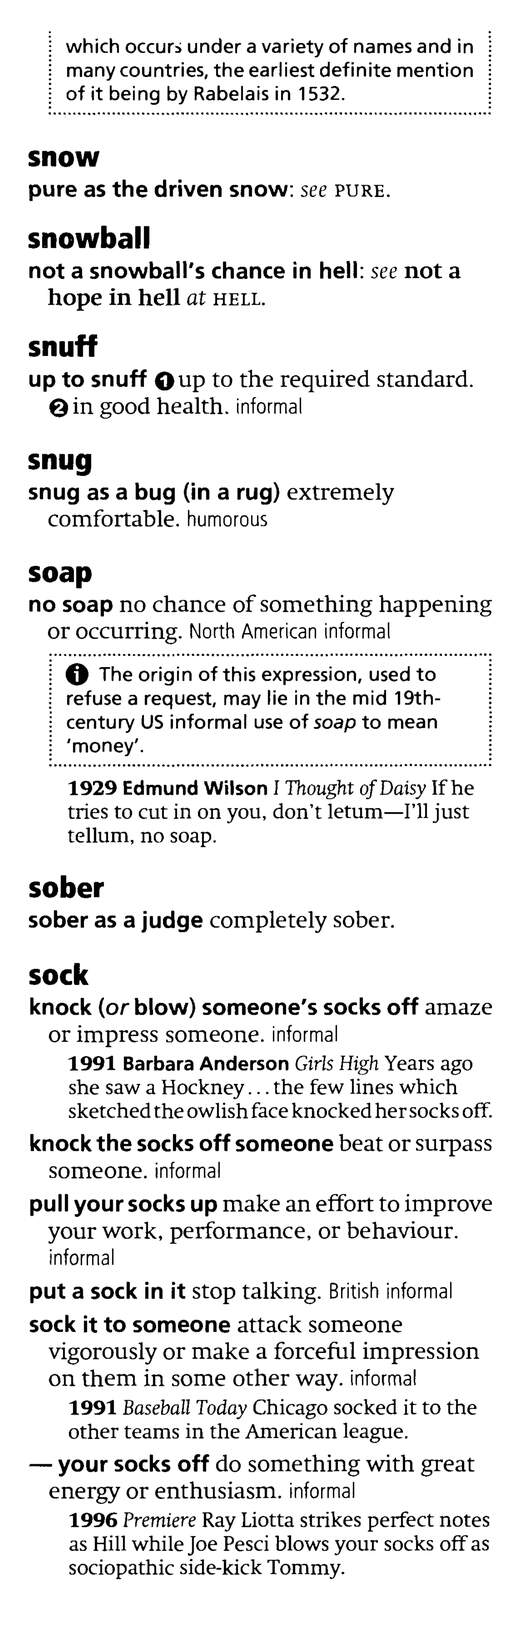 which occurs under a variety of names and in
many countries, the earliest definite mention
of it being by Rabelais in 1532.
snow
pure as the driven snow: see PURE.
snowball
not a snowball's chance in hell: see not a
hope in hell at HELL.
snuff
up to snuff ❶ up to the required standard.
❷ in good health. informal
snug
snug as a bug (in a rug) extremely
comfortable. humorous
soap
no soap no chance of something happening
or occurring. North American informal
i The origin of this expression, used to
refuse a request, may lie in the mid 19th-
century US informal use of soap to mean
'money'.
1929 Edmund Wilson I Thought of Daisy If he
tries to cut in on you, don't letum—I'll just
tellum, no soap.
sober
sober as a judge completely sober.
sock
knock (or blow) someone's socks off amaze
or impress someone. informal
1991 Barbara Anderson Girls High Years ago
she saw a Hockney... the few lines which
sketched the owlish face knocked her socks off.
knock the socks off someone beat or surpass
someone. informal
pull your socks up make an effort to improve
your work, performance, or behaviour.
informal
put a sock in it stop talking. British informal
sock it to someone attack someone
vigorously or make a forceful impression
on them in some other way. informal
1991 Baseball Today Chicago socked it to the
other teams in the American league.
— your socks off do something with great
energy or enthusiasm. informal
1996 Premiere Ray Liotta strikes perfect notes
as Hill while Joe Pesci blows your socks off as
sociopathic side-kick Tommy.